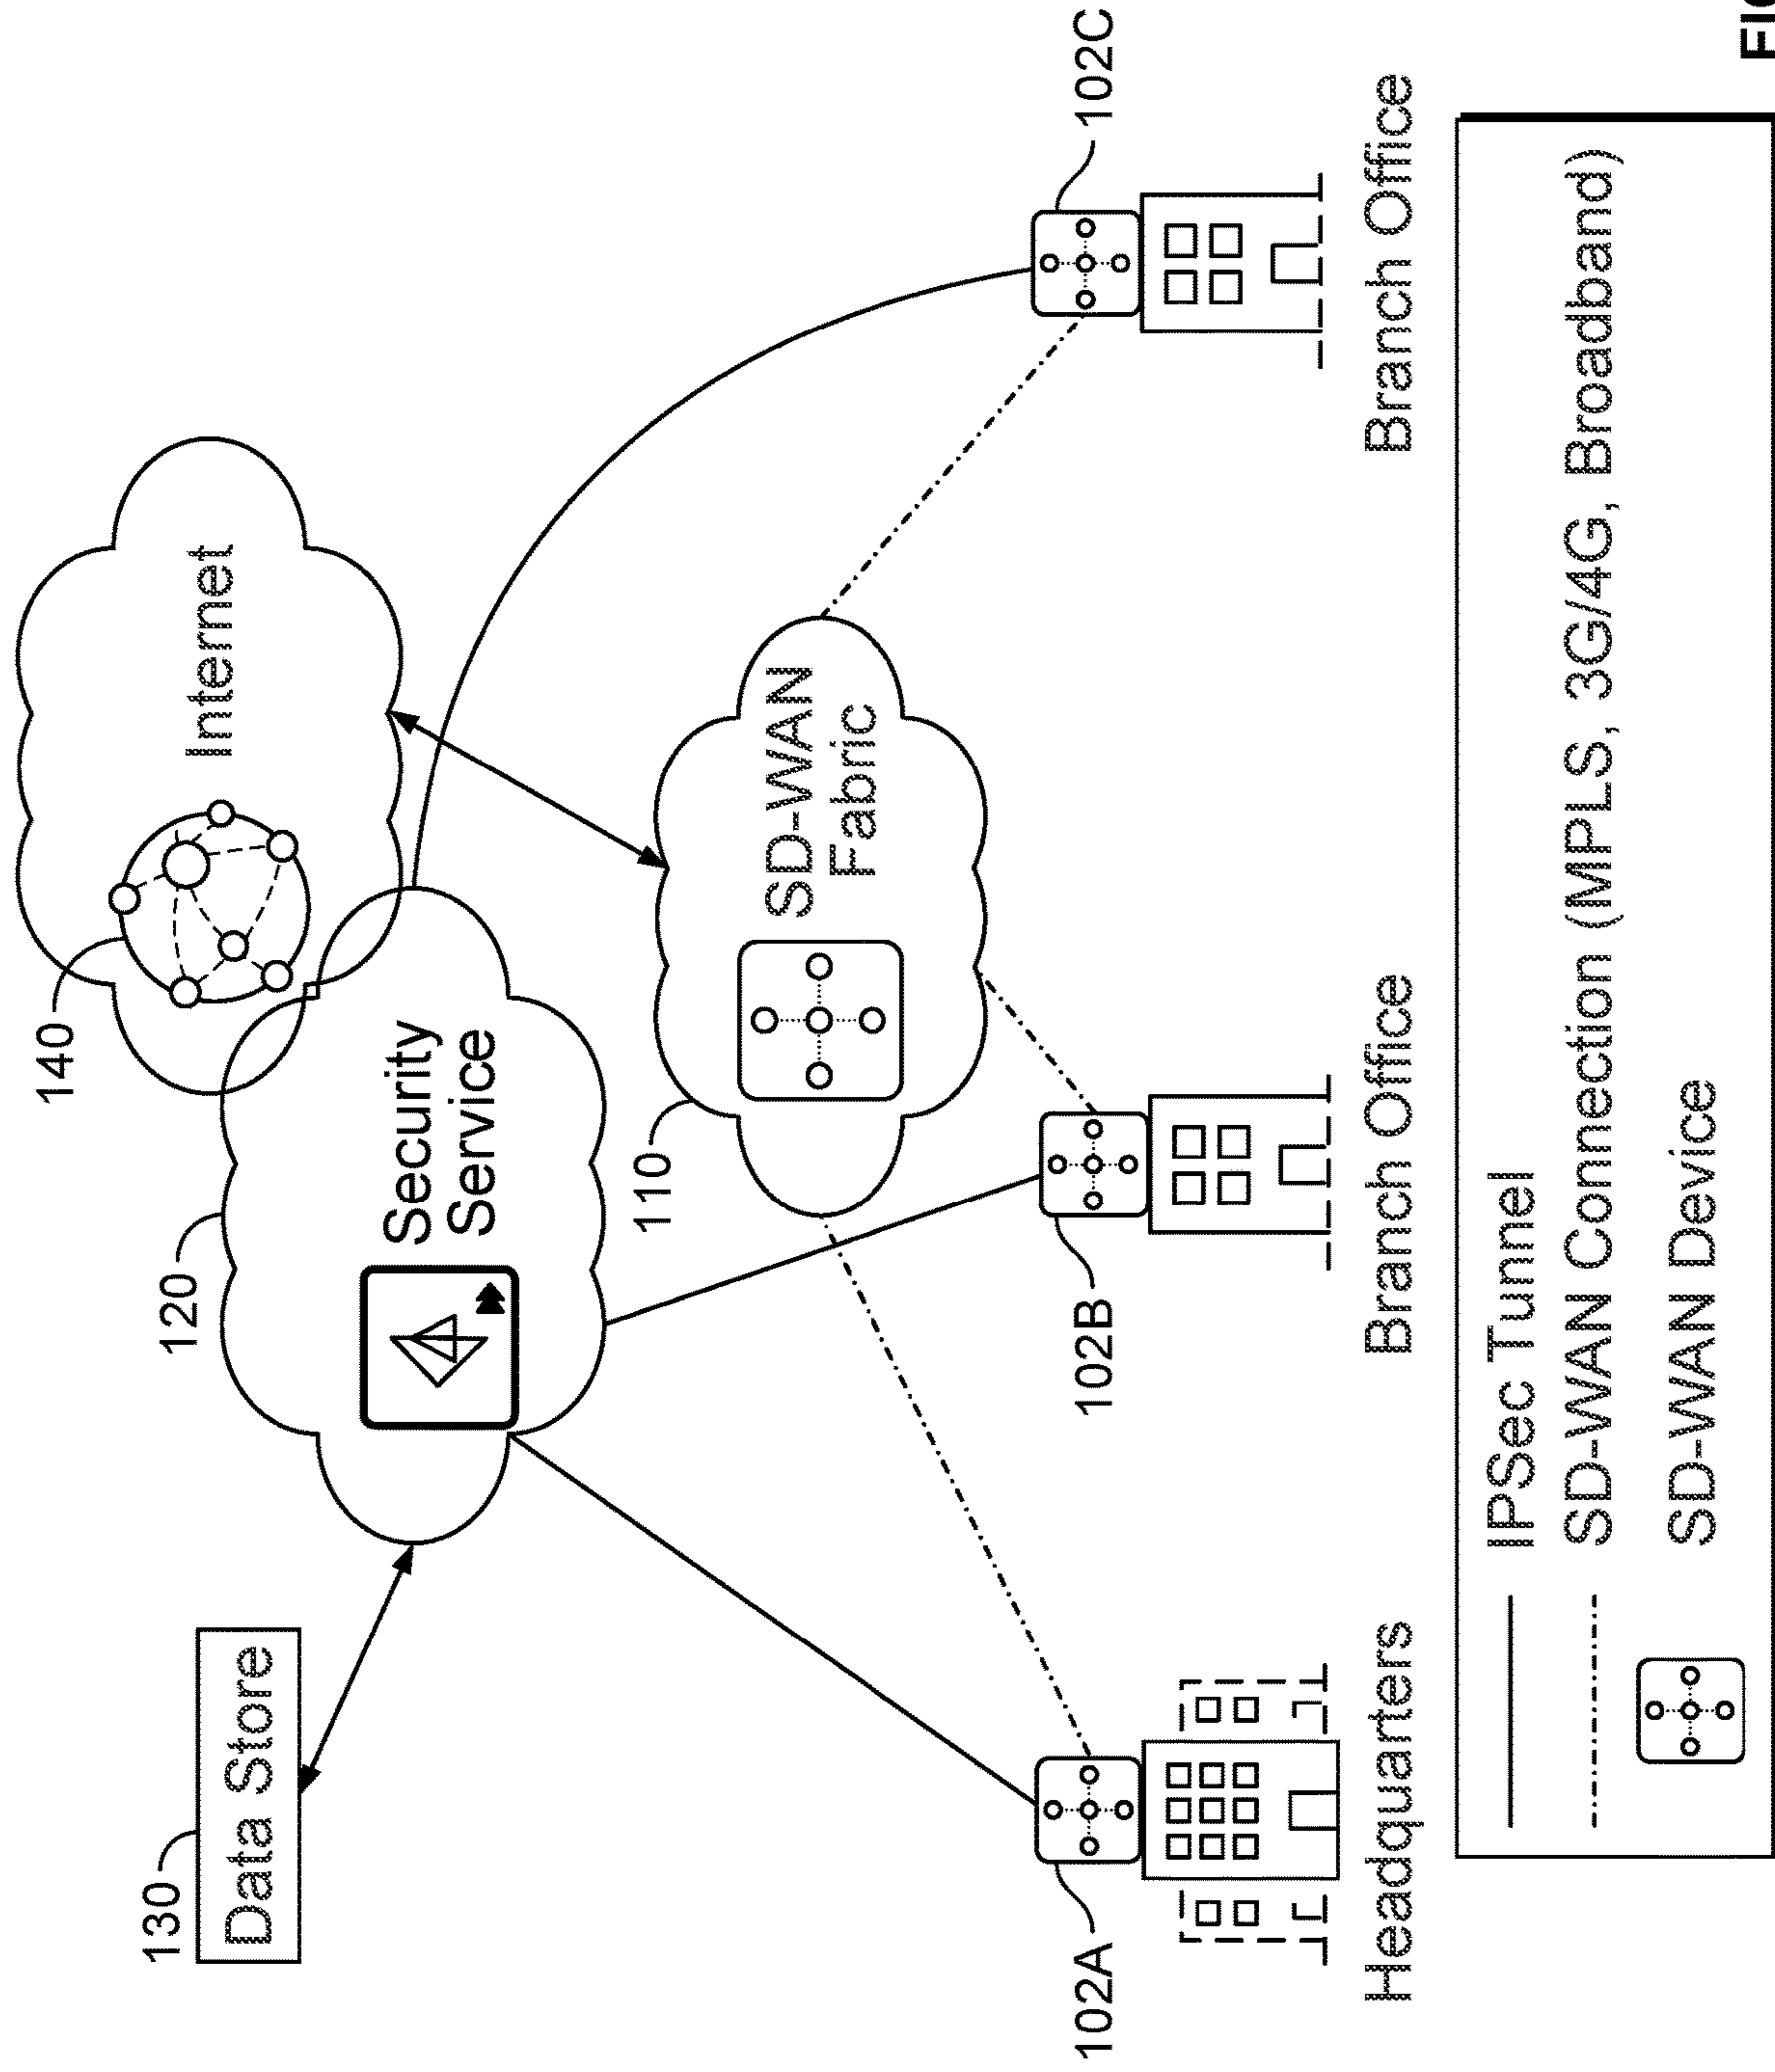 140
Internet
130
Data Store
120
Security
Service
110
SD-WAN
Fabric
102A
102B
102C
Headquarters
Branch Office
Branch Office
IPSec Tunnel
SD-WAN Connection (MPLS, 3G/4G, Broadband)
SD-WAN Device